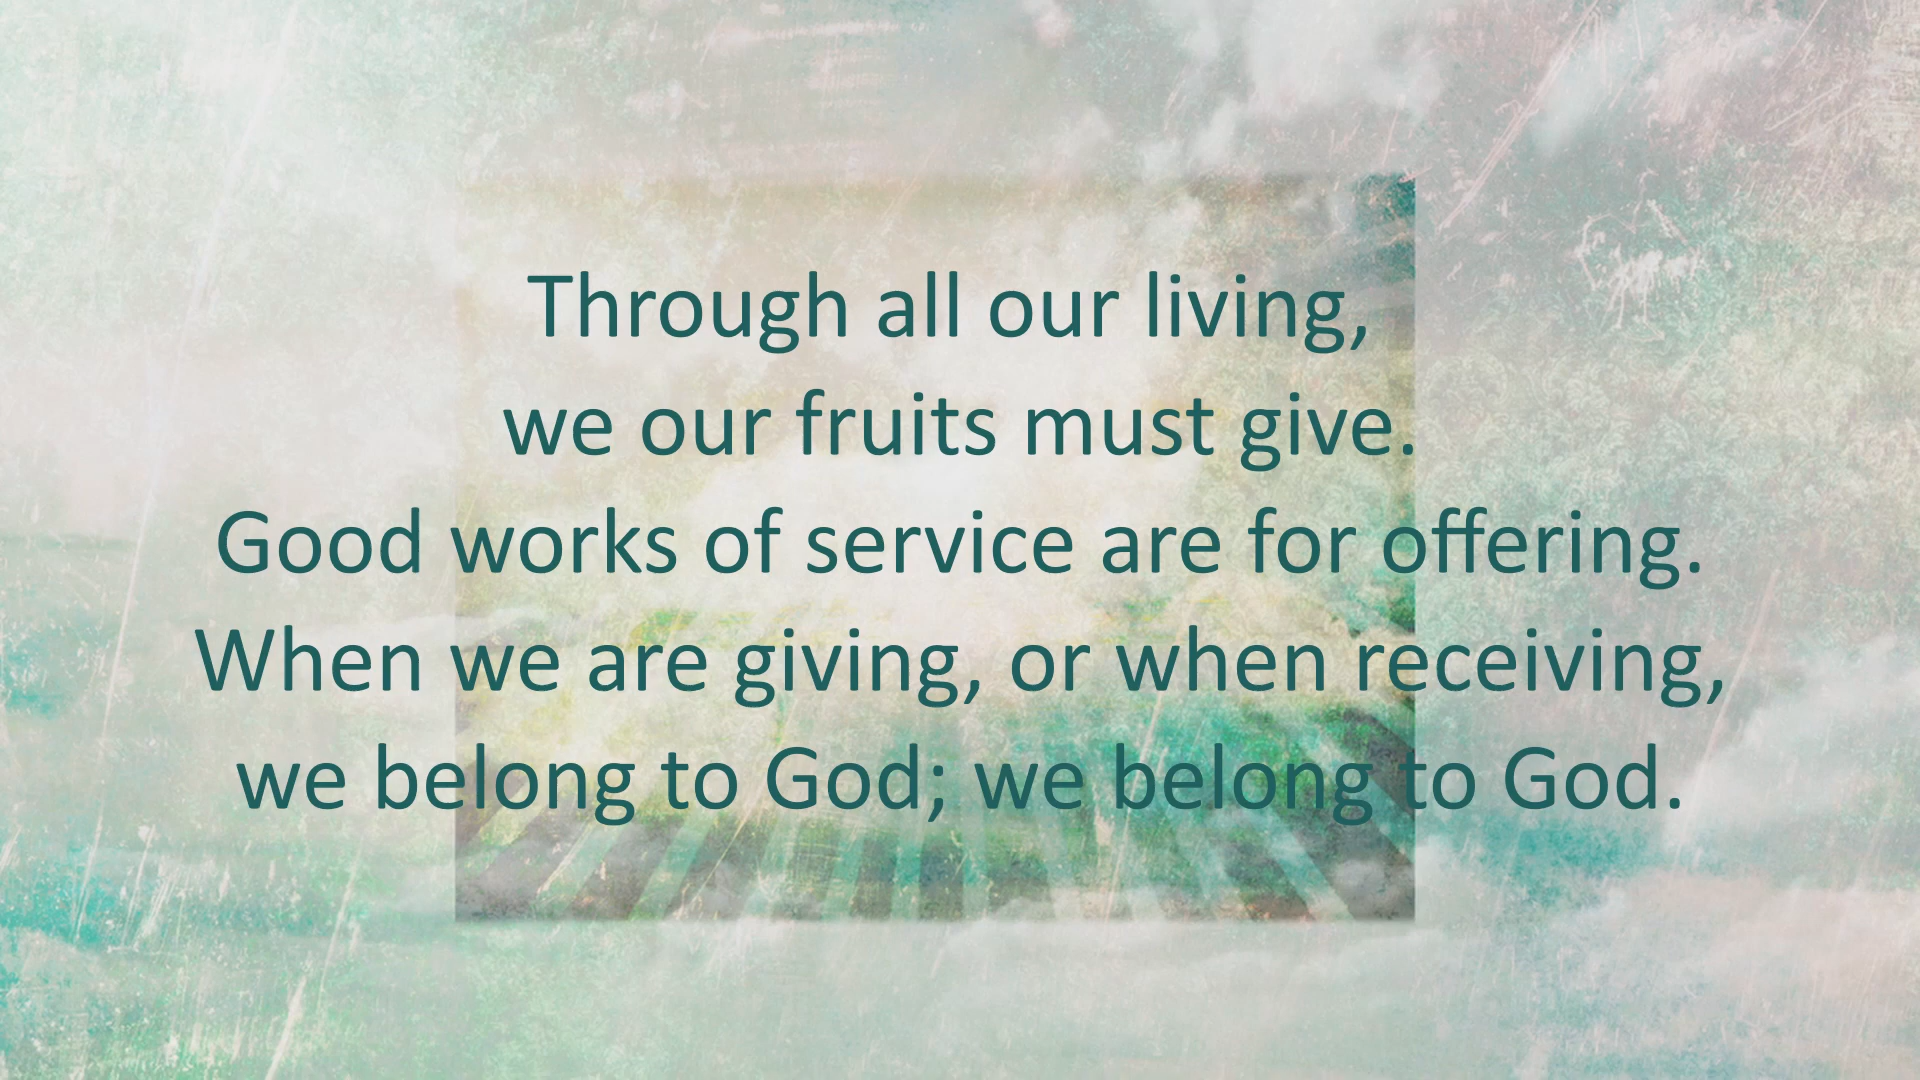 Through all our living,
we our fruits must give.
Good works of service are for offering.
When we are giving, or when receiving,
we belong to God; we belong to God.